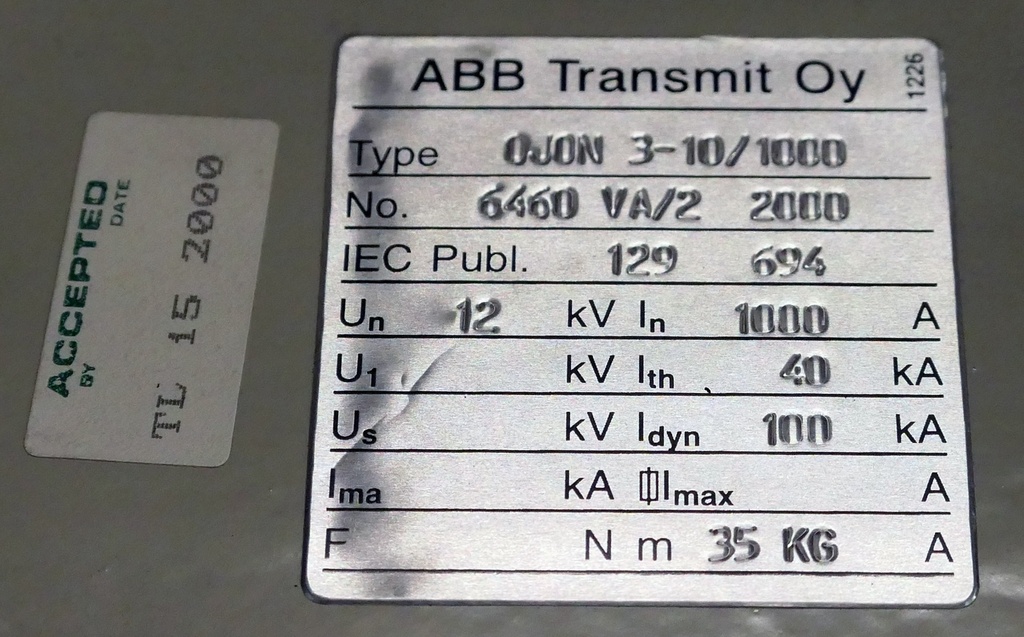 ABB Transmit Oy 1226
Type OJON 3-10/1000
No. 6460 VA/2 2000
IEC Publ. 129 694
Un 12 kV In 1000 A
U1 kV Ith 40 kA
Us kV Idyn 100 kA
Ima kA Imax A
F N m 35 KG A
ACCEPTED
BY DATE
TL 15 2000